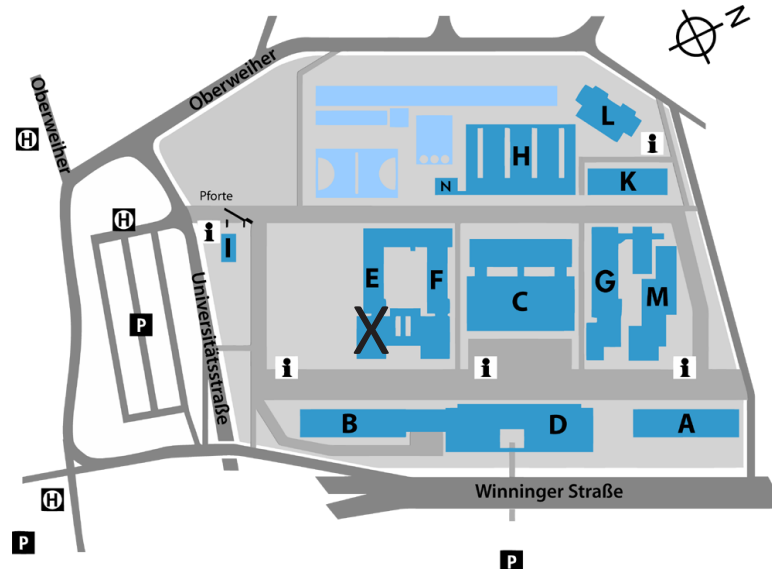 N
Oberweiher
Oberweiher
H
L
i
H
N
K
Pforte
H
i
I
E
F
C
G
M
P
Universitätsstraße
X
i
i
i
B
D
A
Winninger Straße
H
P
P